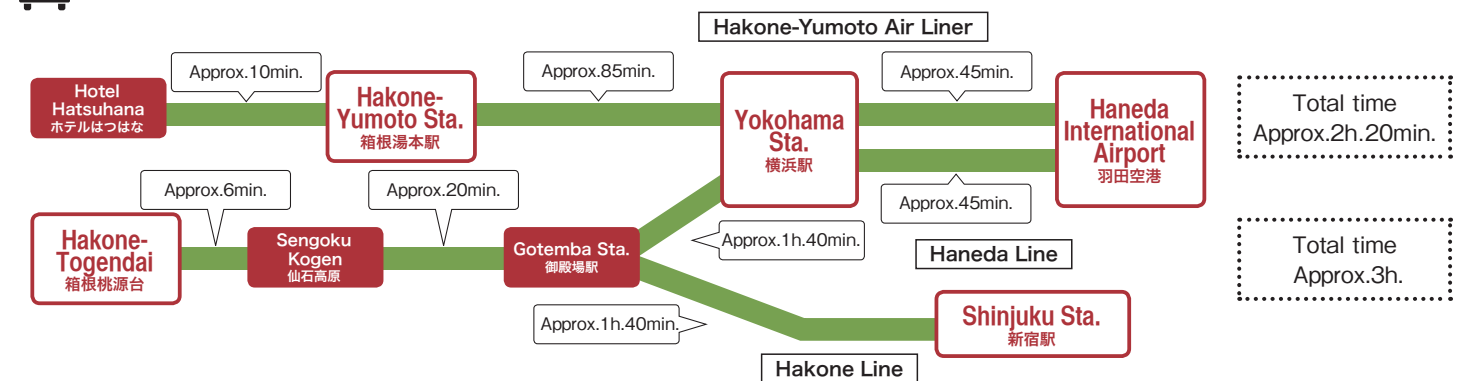 Hakone-Yumoto Air Liner
Approx.10min.
Approx.85min.
Approx.45min.
Hotel
Hatsuhana
ホテルはつはな
Hakone-
Yumoto Sta.
箱根湯本駅
Yokohama
Sta.
横浜駅
Haneda
International
Airport
羽田空港
Total time
Approx.2h.20min.
Approx.6min.
Approx.20min.
Approx.45min.
Hakone-
Togendai
箱根桃源台
Sengoku
Kogen
仙石高原
Gotemba Sta.
御殿場駅
Approx.1h.40min.
Haneda Line
Total time
Approx.3h.
Approx.1h.40min.
Shinjuku Sta.
新宿駅
Hakone Line